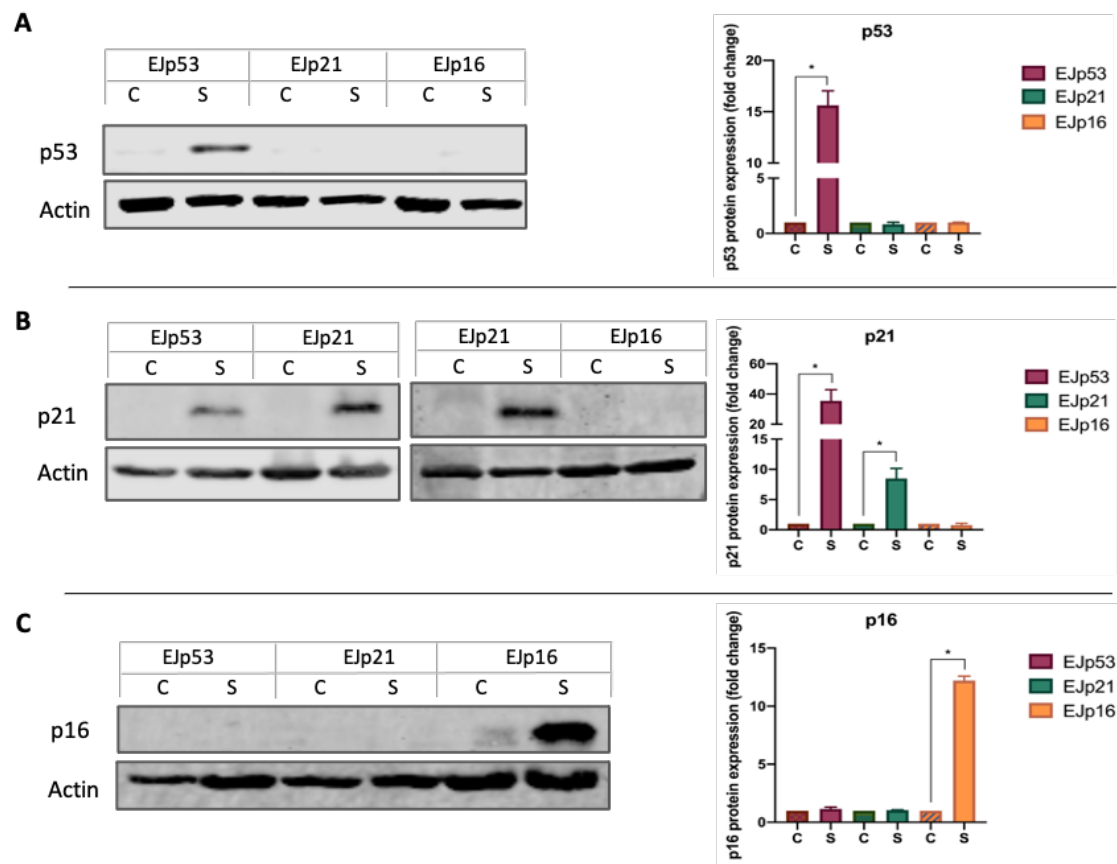 A
EJp53 EJp21 EJp16
C S C S C S
p53
Actin
p53
p53 protein expression (fold change)
20
15
10
5
0
*
C S C S C S
EJp53
EJp21
EJp16
B
EJp53 EJp21
C S C S
EJp21 EJp16
C S C S
p21
Actin
p21
p21 protein expression (fold change)
60
40
20
15
10
5
0
*
*
C S C S C S
EJp53
EJp21
EJp16
C
EJp53 EJp21 EJp16
C S C S C S
p16
Actin
p16
p16 protein expression (fold change)
15
10
5
0
*
C S C S C S
EJp53
EJp21
EJp16